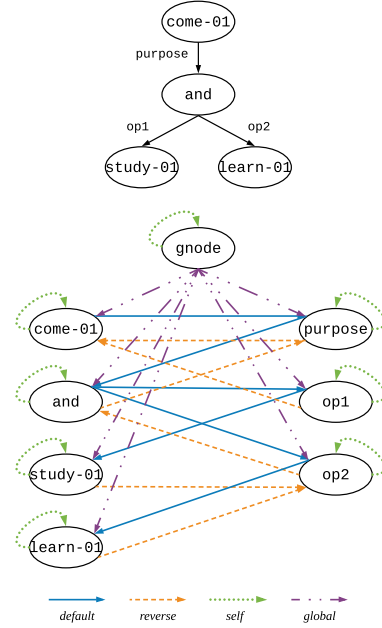 come-01
purpose
and
op1 op2
study-01 learn-01
gnode
come-01 purpose
and op1
study-01 op2
learn-01
default reverse self global